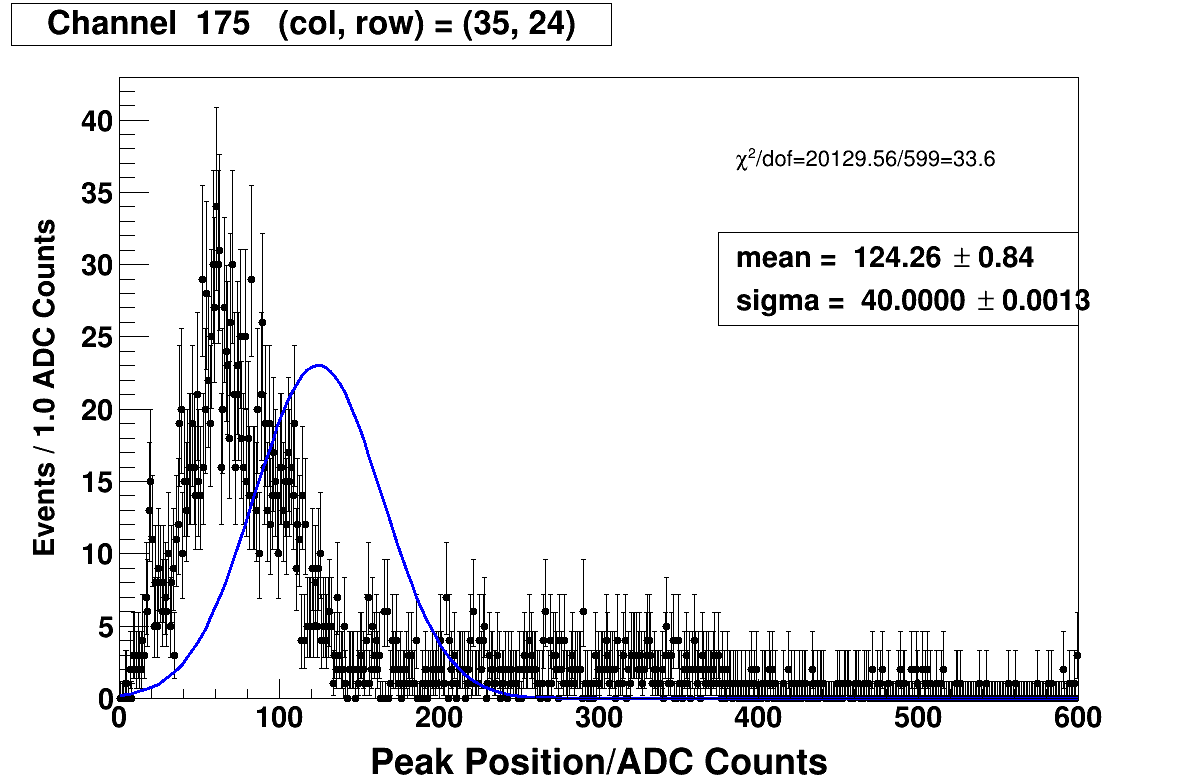 Channel 175 (col, row) = (35, 24)
χ²/dof=20129.56/599=33.6
mean = 124.26 ± 0.84
sigma = 40.0000 ± 0.0013
Events / 1.0 ADC Counts
40
35
30
25
20
15
10
5
0
0 100 200 300 400 500 600
Peak Position/ADC Counts